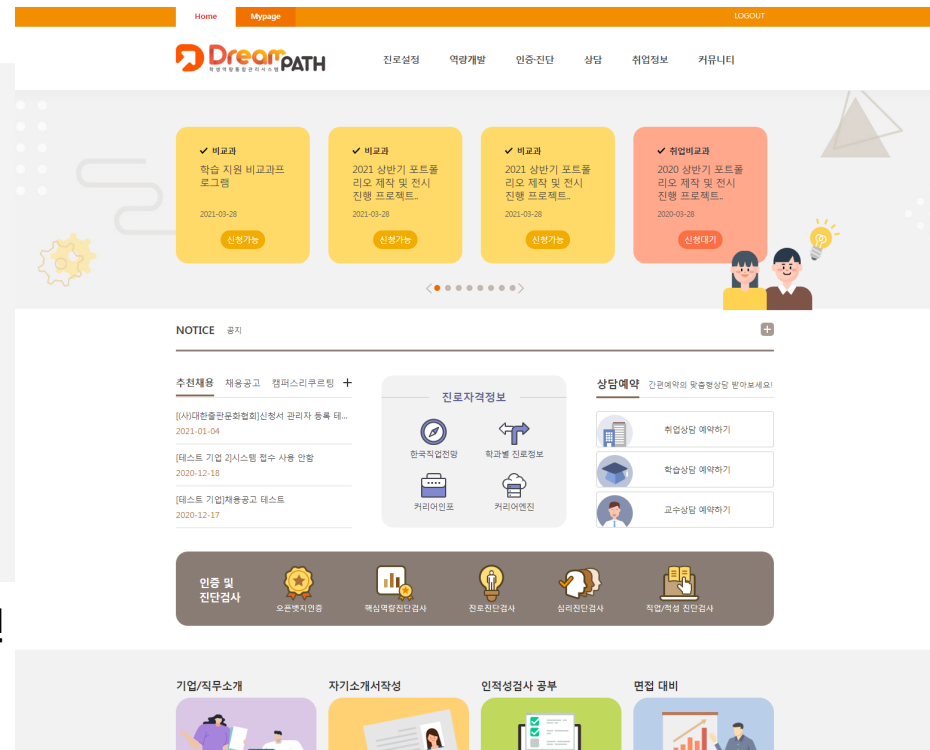 Home
Mypage
LOGOUT
Dream PATH
학생역량통합관리시스템
진로설정
역량개발
인증·진단
상담
취업정보
커뮤니티
비교과
학습 지원 비교과프
로그램
2021-03-28
신청가능
비교과
2021 상반기 포트폴
리오 제작 및 전시
진행 프로젝트..
2021-03-28
신청가능
비교과
2021 상반기 포트폴
리오 제작 및 전시
진행 프로젝트..
2021-03-28
신청가능
취업비교과
2020 상반기 포트폴
리오 제작 및 전시
진행 프로젝트..
2020-03-28
신청대기
NOTICE 공지
추천채용 채용공고 캠퍼스리쿠르팅
[(사)대한출판문화협회]신청서 관리자 등록 테...
2021-01-04
[테스트 기업 2]시스템 접수 사용 안함
2020-12-18
[테스트 기업]채용공고 테스트
2020-12-17
진로자격정보
한국직업전망
학과별 진로정보
커리어인포
커리어엔진
상담예약 간편예약의 맞춤형상담 받아보세요!
취업상담 예약하기
학습상담 예약하기
교수상담 예약하기
인증 및
진단검사
오픈뱃지인증
핵심역량진단검사
진로진단검사
심리진단검사
직업/적성 진단검사
기업/직무소개
자기소개서작성
인적성검사 공부
면접 대비